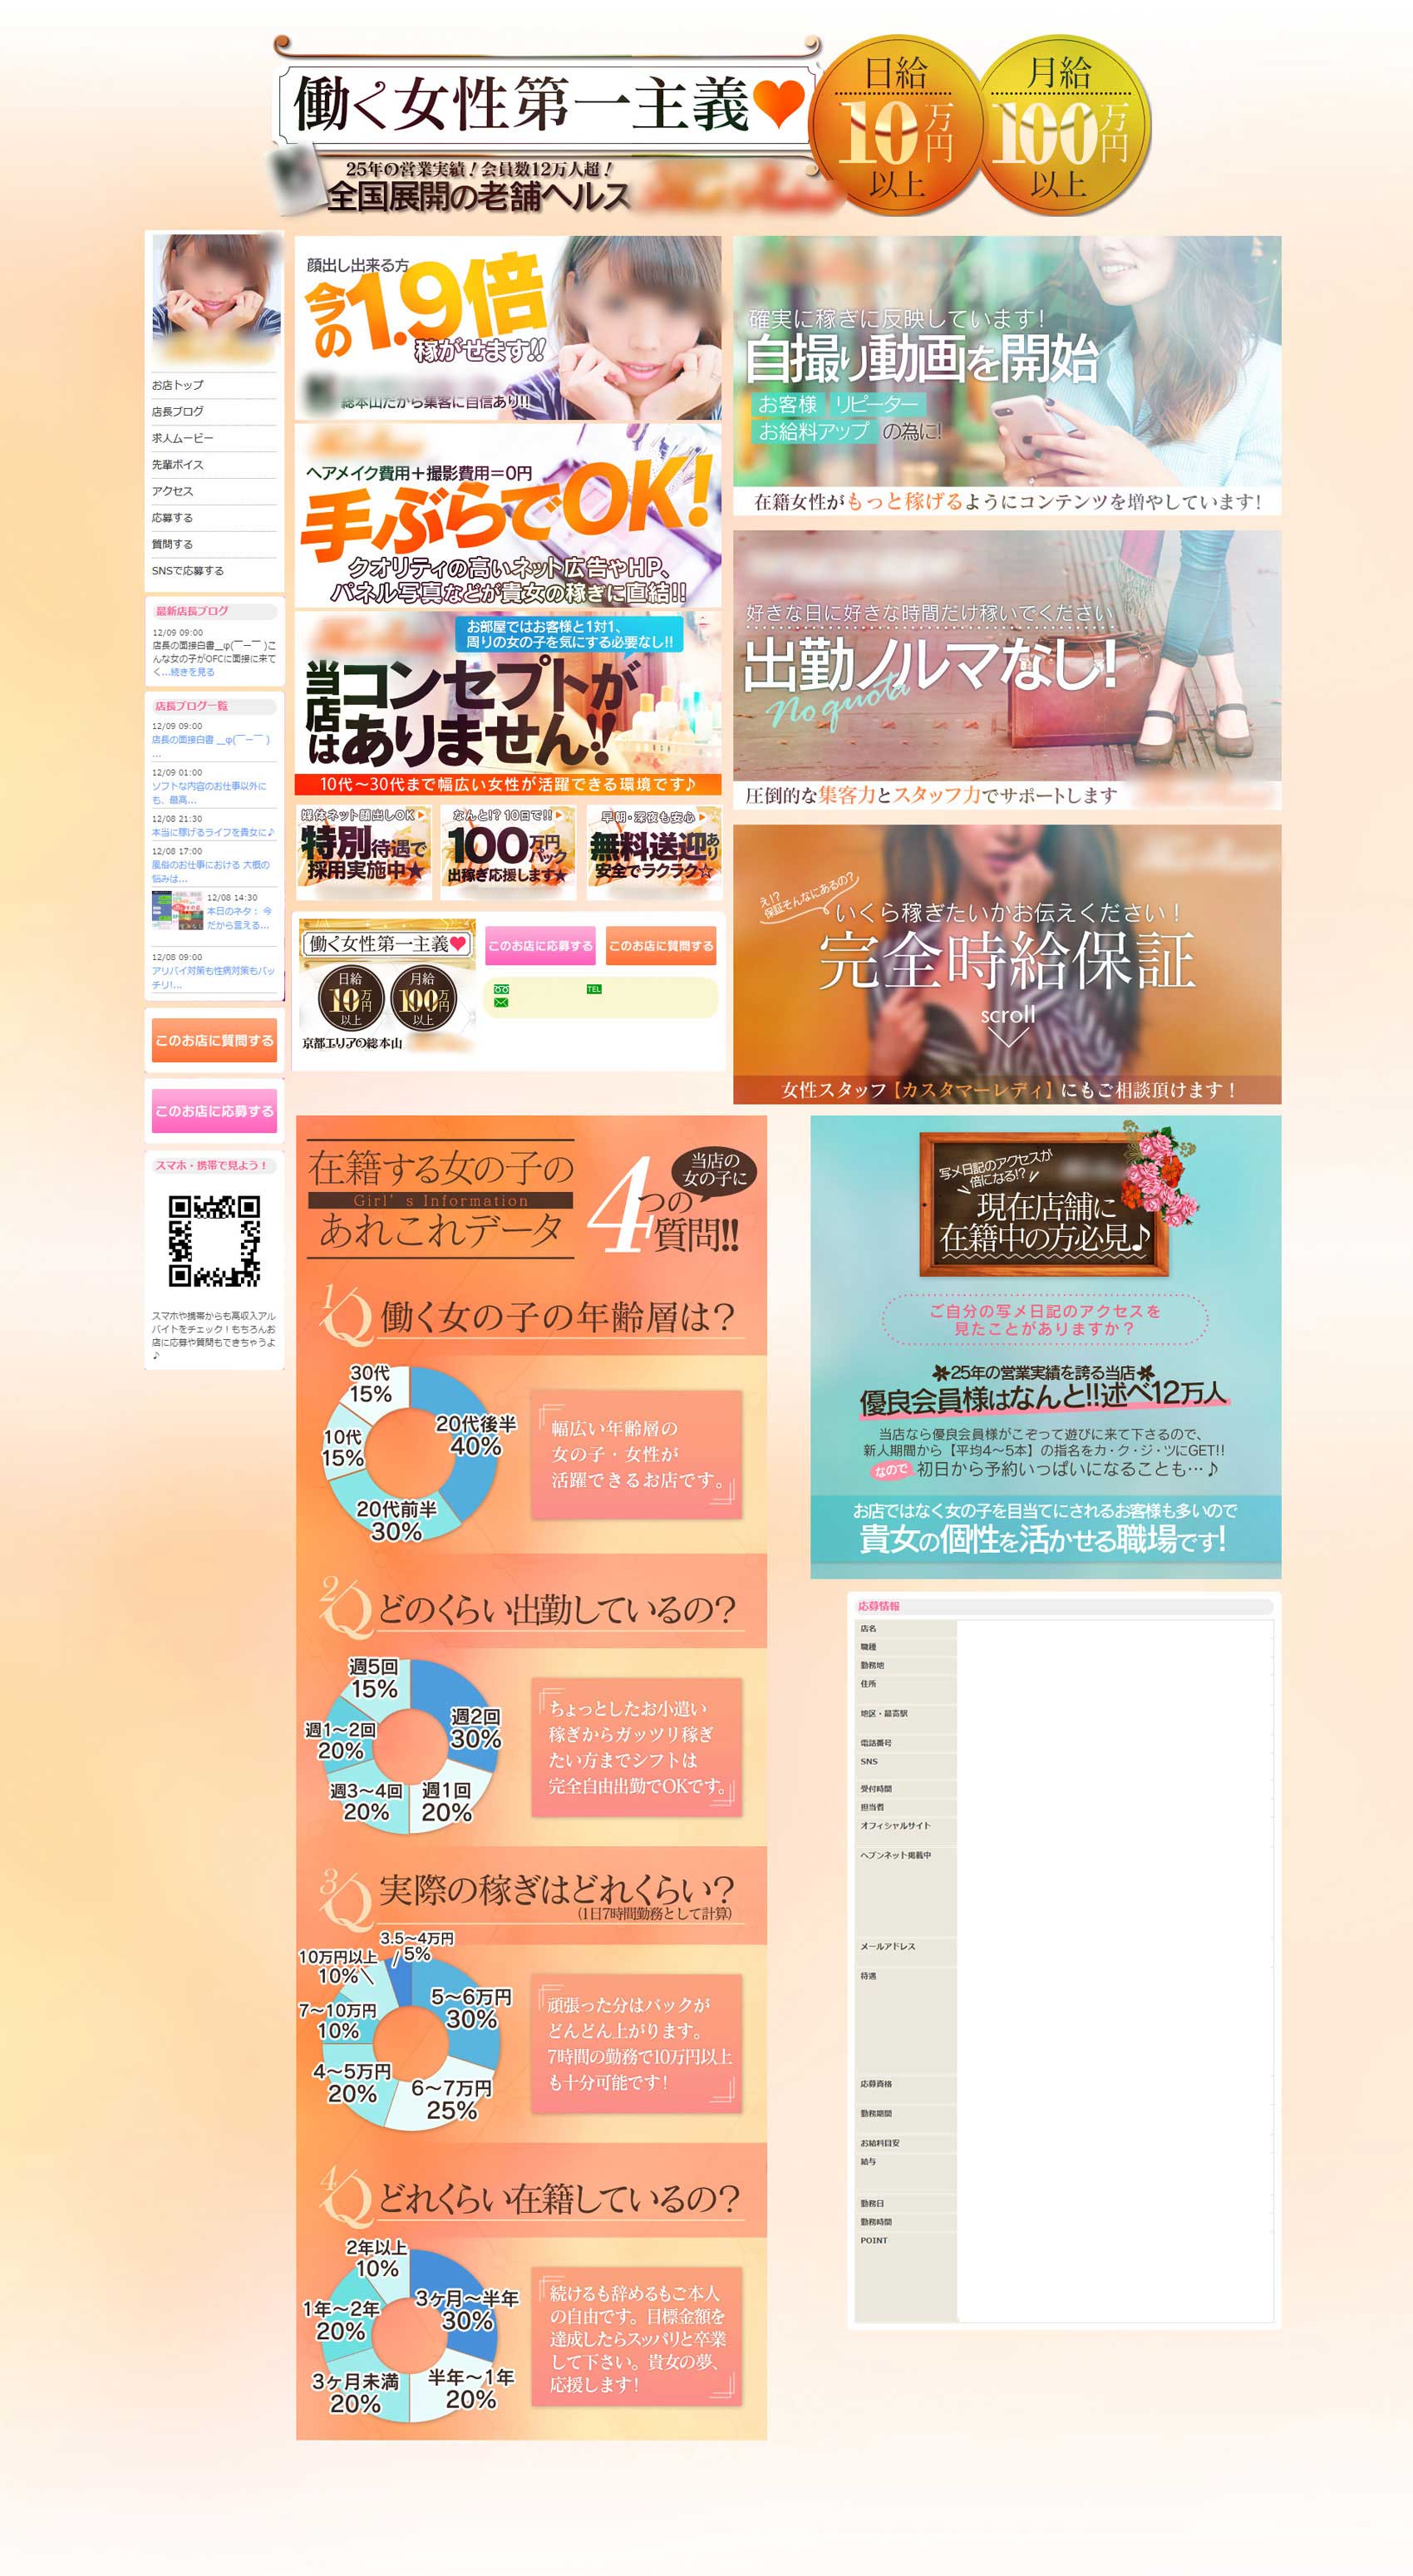 働く女性第一主義
25年の営業実績!会員数12万人超!
全国展開の老舗ヘルス
日給
10万円
以上
月給
100万円
以上
お店トップ
店長ブログ
求人ムービー
先輩ボイス
アクセス
応募する
質問する
SNSで応募する
最新店長ブログ
12/09 09:00
店長の面接白書__φ(￣ー￣ )こ
んな女の子がOFCに面接に来て
く...続きを見る
店長ブログ一覧
12/09 09:00
店長の面接白書 __φ(￣ー￣ )
...
12/09 01:00
ソフトな内容のお仕事以外に
も、最高...
12/08 21:30
本当に稼げるライフを貴女に♪
12/08 17:00
風俗のお仕事における 大概の
悩みは...
12/08 14:30
本日のネタ： 今
だから言える...
12/08 09:00
アリバイ対策も性病対策もバッ
チリ!...
このお店に質問する
このお店に応募する
スマホ・携帯で見よう！
スマホや携帯からも高収入アル
バイトをチェック！もちろんお
店に応募や質問もできちゃうよ
♪
顔出し出来る方
今の1.9倍
稼がせます!!
総本山だから集客に自信あり!!
ヘアメイク費用＋撮影費用＝0円
手ぶらでOK!
クオリティの高いネット広告やHP、
パネル写真などが貴女の稼ぎに直結!!
お部屋ではお客様と1対1、
周りの女の子を気にする必要なし!!
当店はコンセプトが
ありません!!
10代～30代まで幅広い女性が活躍できる環境です♪
媒体ネット顔出しOK▶
特別待遇で
採用実施中★
なんと!? 10日で!!▶
100万円パック
出稼ぎ応援します★
早朝・深夜も安心▶
無料送迎あり
安全でラクラク☆
働く女性第一主義
日給
10万円
以上
月給
100万円
以上
京都エリアの総本山
このお店に応募する
このお店に質問する
TEL
確実に稼ぎに反映しています!
自撮り動画を開始
お客様 リピーター
お給料アップ の為に!
在籍女性がもっと稼げるようにコンテンツを増やしています!
好きな日に好きな時間だけ稼いでください
出勤ノルマなし!
No quota
圧倒的な集客力とスタッフ力でサポートします
え!?
保証そんなにあるの?
いくら稼ぎたいかお伝えください！
完全時給保証
scroll
女性スタッフ【カスタマーレディ】にもご相談頂けます！
在籍する女の子の
Girl's Information
あれこれデータ
当店の
女の子に
4つの
質問!!
1Q 働く女の子の年齢層は？
30代
15%
10代
15%
20代後半
40%
20代前半
30%
幅広い年齢層の
女の子・女性が
活躍できるお店です。
2Q どのくらい出勤しているの？
週5回
15%
週1～2回
20%
週2回
30%
週3～4回
20%
週1回
20%
ちょっとしたお小遣い
稼ぎからガッツリ稼ぎ
たい方までシフトは
完全自由出勤でOKです。
3Q 実際の稼ぎはどれくらい？
(1日7時間勤務として計算)
3.5～4万円
5%
10万円以上
10%
7～10万円
10%
5～6万円
30%
4～5万円
20%
6～7万円
25%
頑張った分はバックが
どんどん上がります。
7時間の勤務で10万円以上
も十分可能です！
4Q どれくらい在籍しているの？
2年以上
10%
1年～2年
20%
3ヶ月～半年
30%
3ヶ月未満
20%
半年～1年
20%
続けるも辞めるもご本人
の自由です。目標金額を
達成したらスッパリと卒業
して下さい。貴女の夢、
応援します！
写メ日記のアクセスが
倍になる!?
現在店舗に
在籍中の方必見♪
ご自分の写メ日記のアクセスを
見たことがありますか？
25年の営業実績を誇る当店
優良会員様はなんと!!述べ12万人
当店なら優良会員様がこぞって遊びに来て下さるので、
新人期間から【平均4～5本】の指名をカ・ク・ジ・ツにGET!!
なので 初日から予約いっぱいになることも…♪
お店ではなく女の子を目当てにされるお客様も多いので
貴女の個性を活かせる職場です!
応募情報
店名
職種
勤務地
住所
地区・最高駅
電話番号
SNS
受付時間
担当者
オフィシャルサイト
ヘブンネット掲載中
メールアドレス
待遇
応募資格
勤務期間
お給料目安
給与
勤務日
勤務時間
POINT